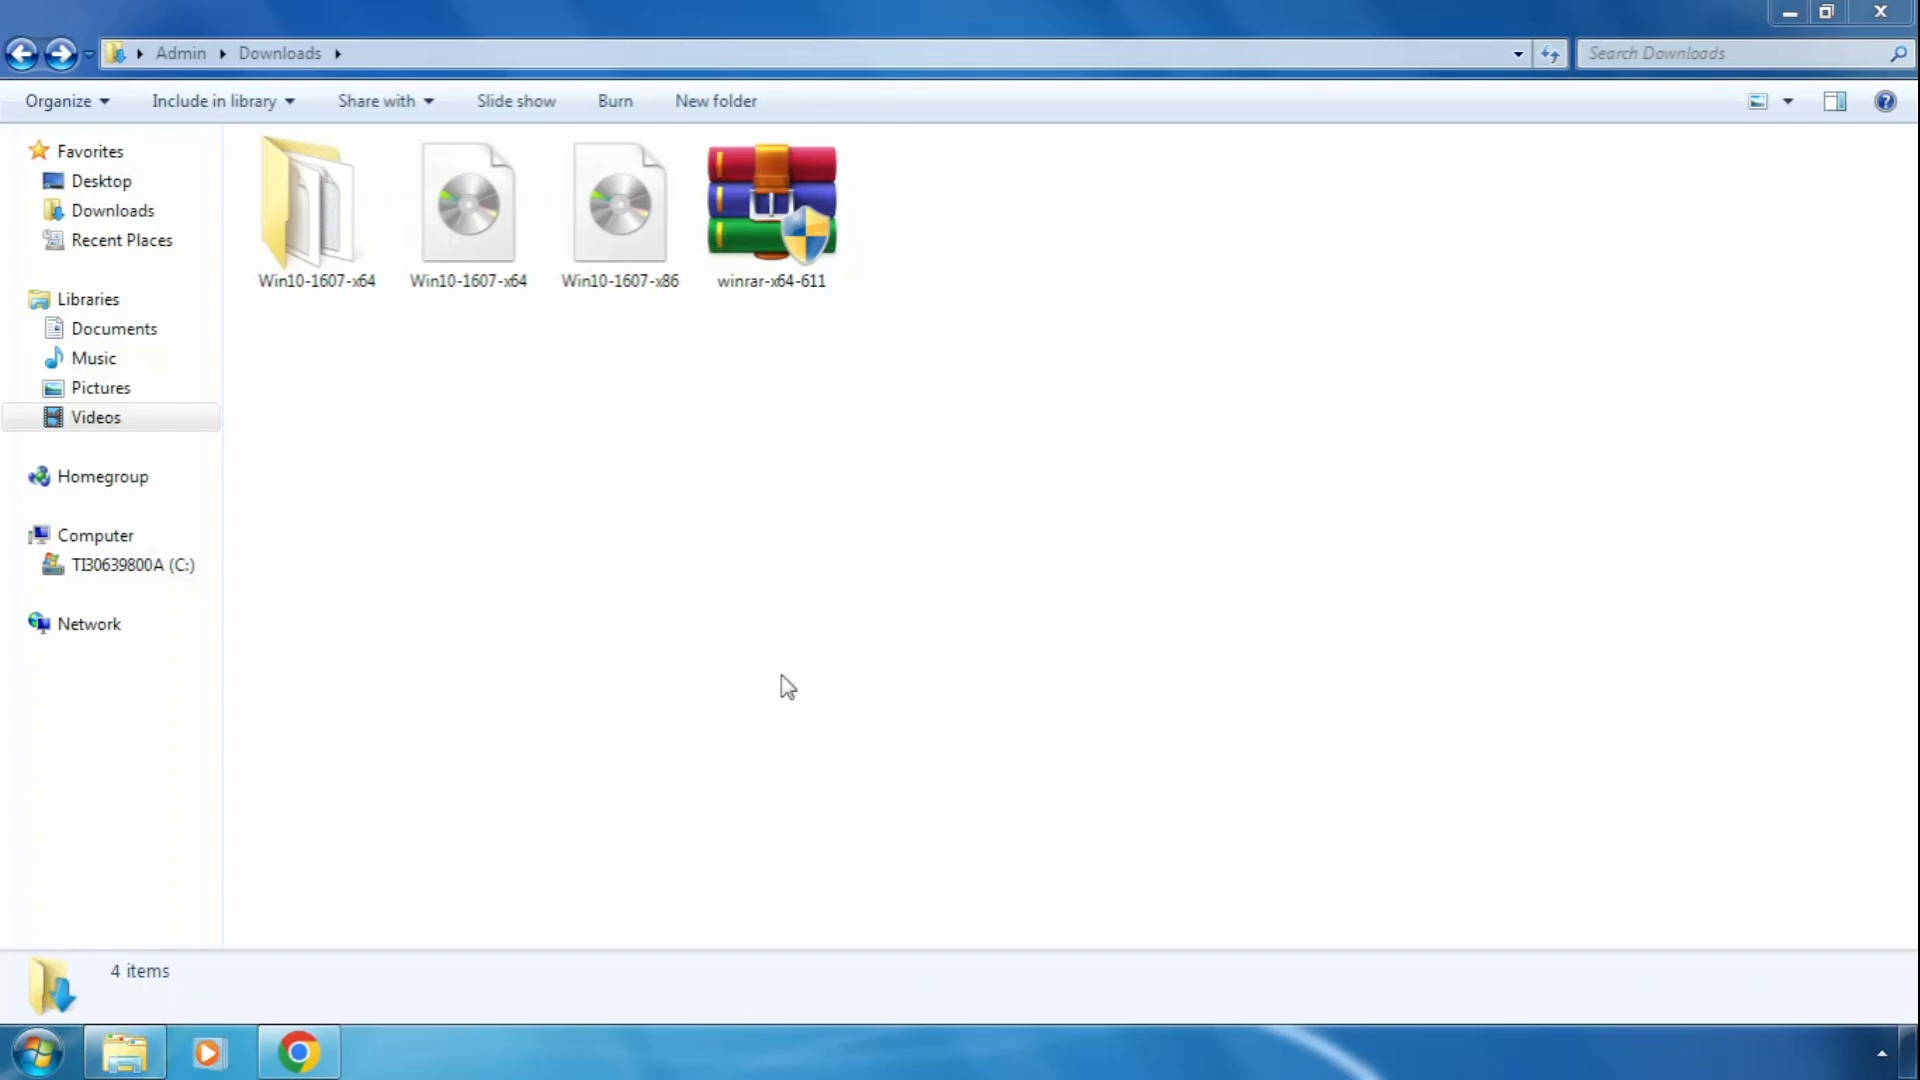 Admin Downloads
Search Downloads
Organize Include in library Share with Slide show Burn New folder
Favorites
Desktop
Downloads
Recent Places
Libraries
Documents
Music
Pictures
Videos
Homegroup
Computer
TI30639800A (C:)
Network
Win10-1607-x64 Win10-1607-x64 Win10-1607-x86 winrar-x64-611
4 items